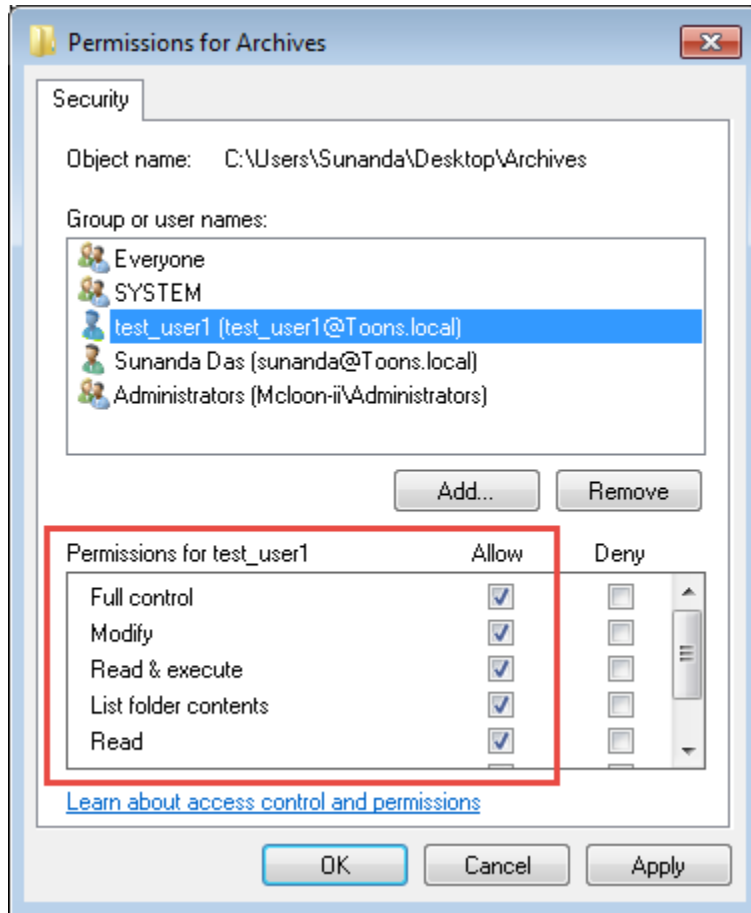 Permissions for Archives
Security
Object name: C:\Users\Sunanda\Desktop\Archives
Group or user names:
Everyone
SYSTEM
test_user1 (test_user1@Toons.local)
Sunanda Das (sunanda@Toons.local)
Administrators (Mcloon-ii\Administrators)
Add... Remove
Permissions for test_user1 Allow Deny
Full control
Modify
Read & execute
List folder contents
Read
Learn about access control and permissions
OK Cancel Apply